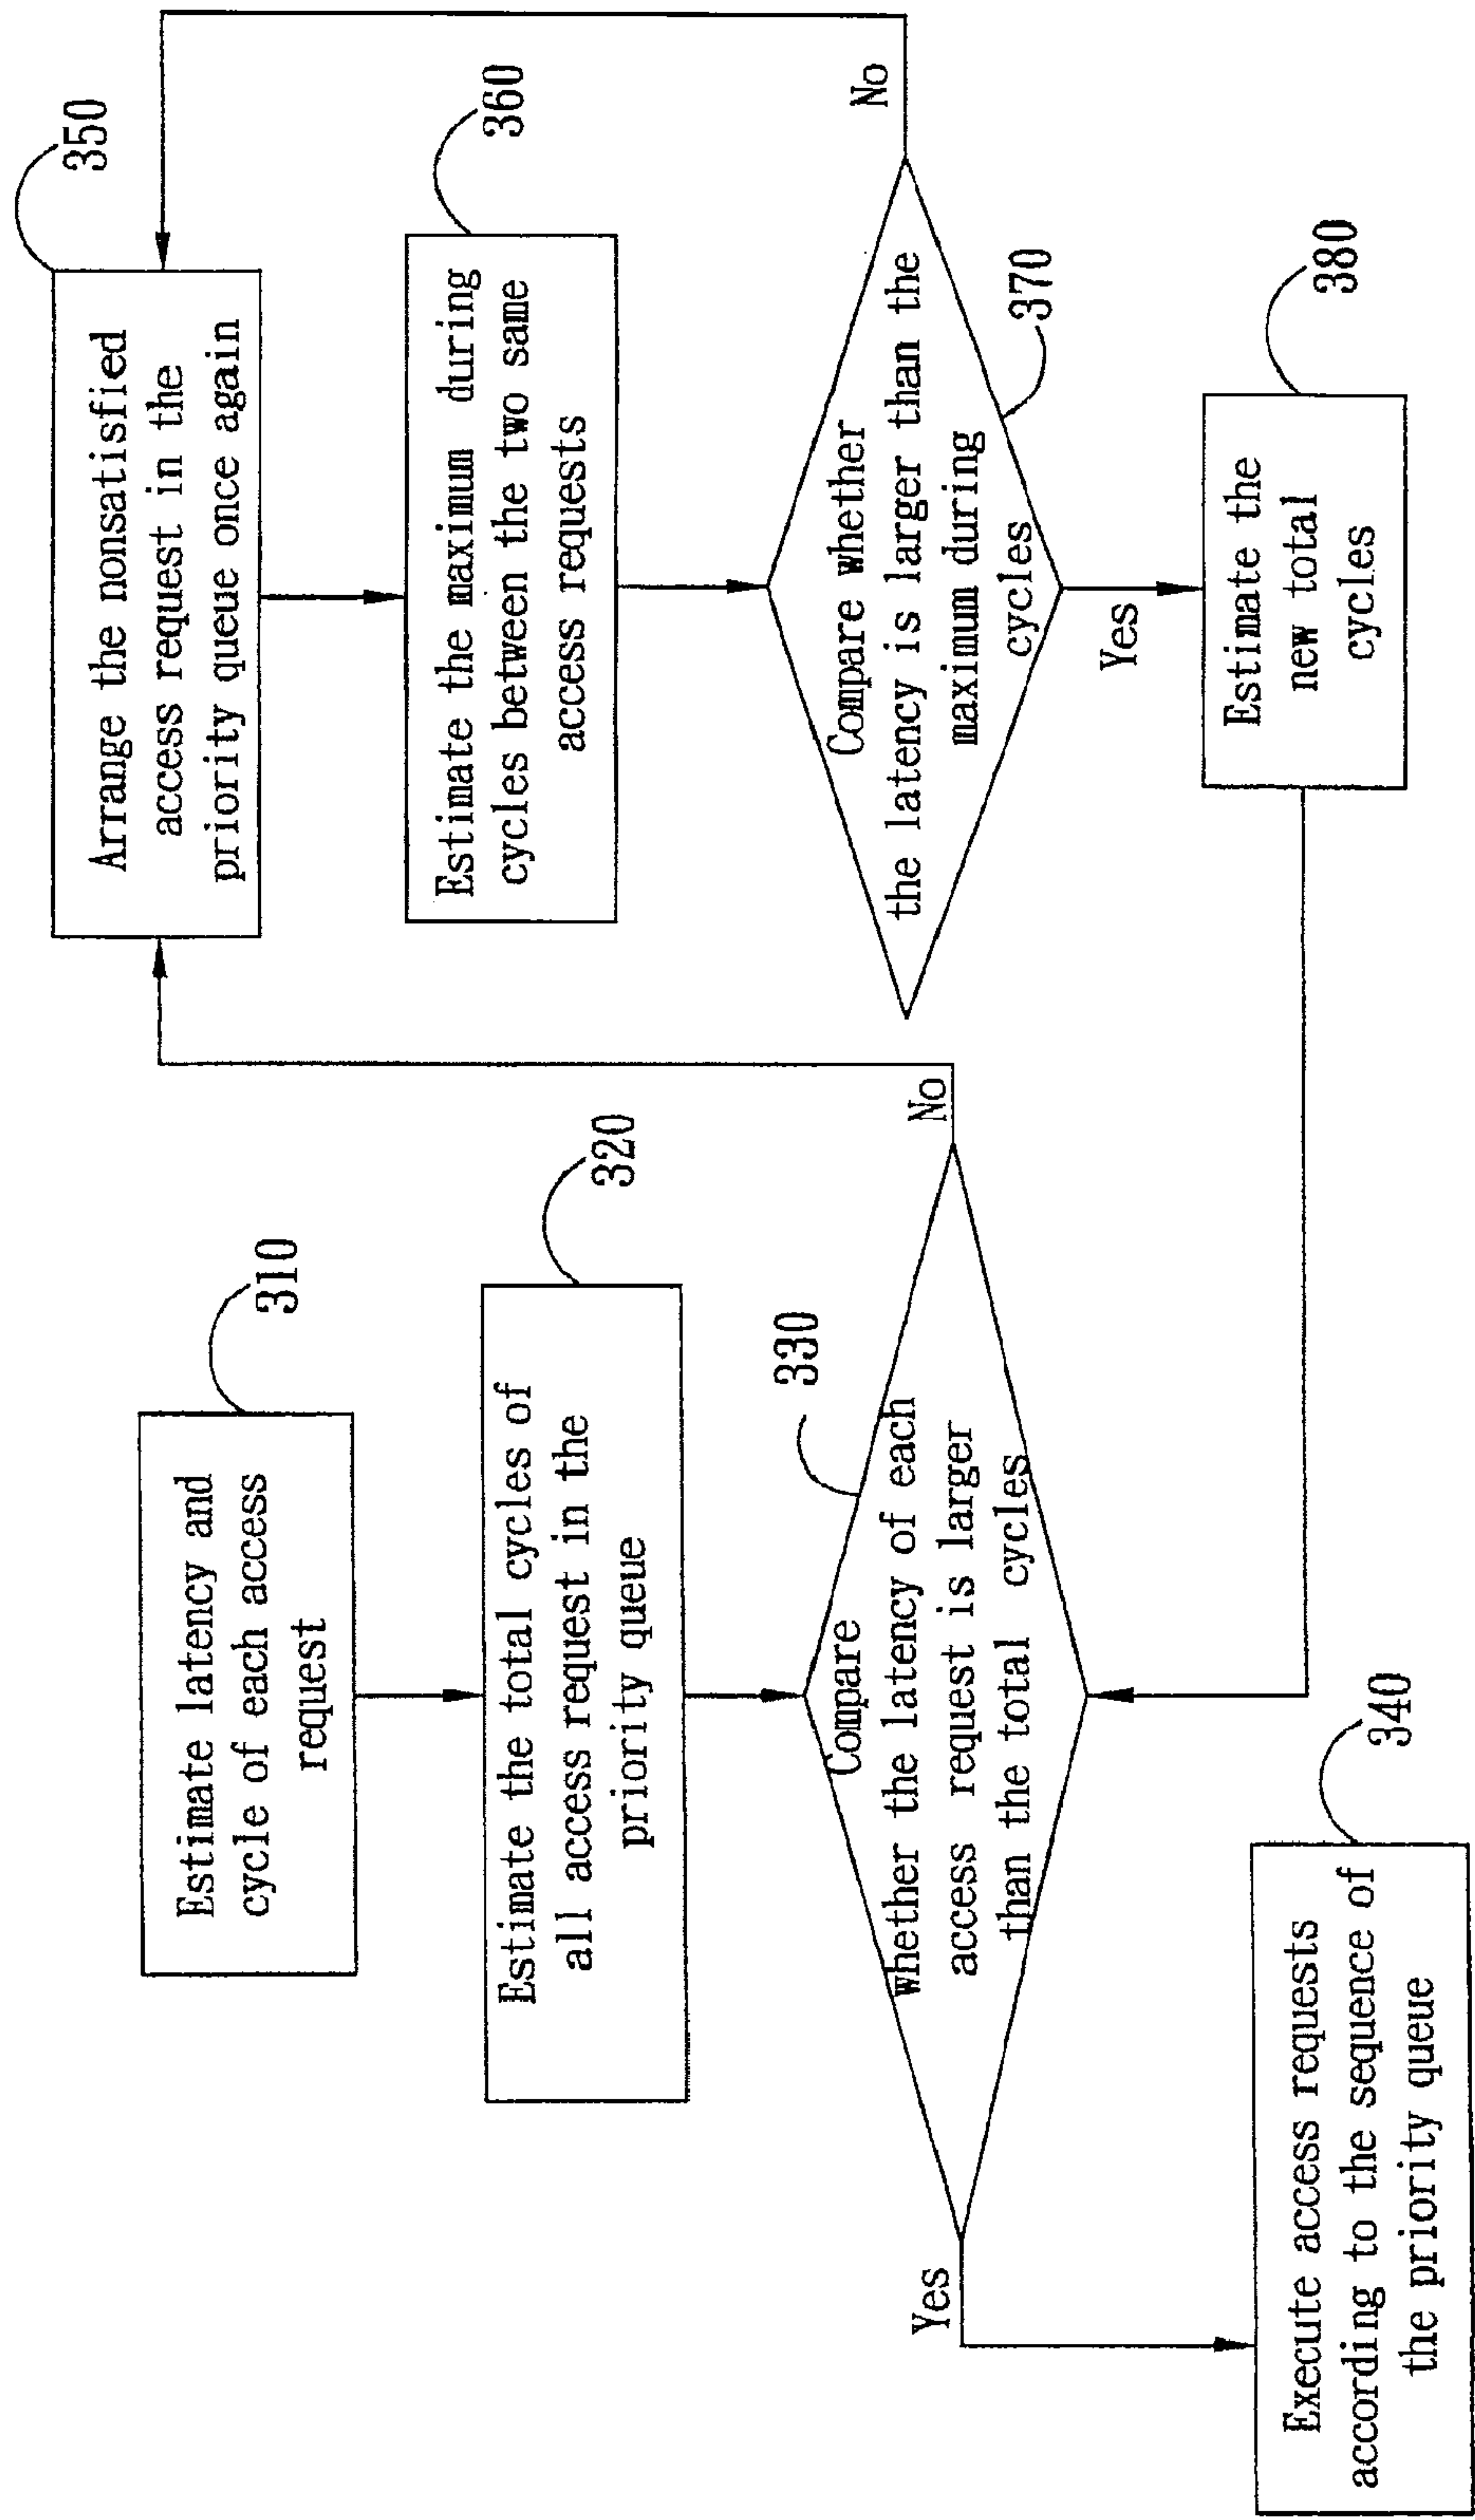 310
Estimate latency and
cycle of each access
request
320
Estimate the total cycles of
all access request in the
priority queue
330
Compare
whether the latency of each
access request is larger
than the total cycles
Yes
No
340
Execute access requests
according to the sequence of
the priority queue
350
Arrange the nonsatisfied
access request in the
priority queue once again
360
Estimate the maximum during
cycles between the two same
access requests
Compare whether
the latency is larger than the
maximum during
cycles
370
No
Yes
380
Estimate the
new total
cycles